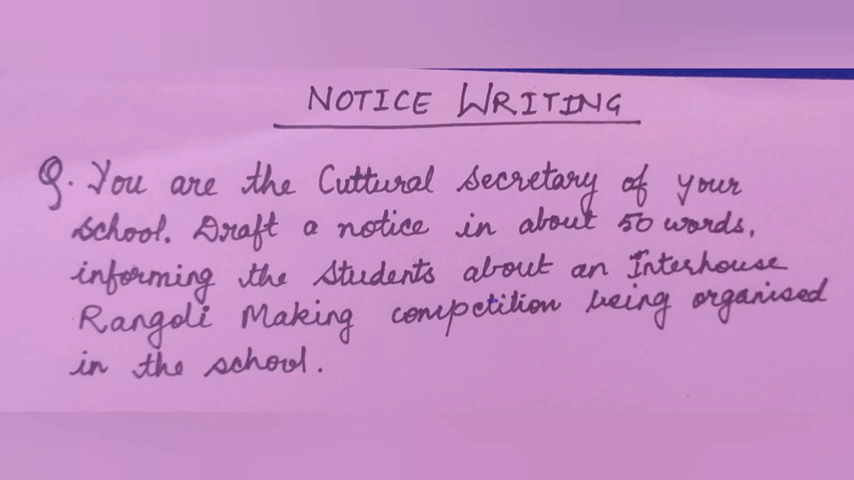 NOTICE WRITING
Q. You are the Cultural Secretary of your
school. Draft a notice in about 50 words,
informing the Students about an Interhouse
Rangoli Making competition being organised
in the school.